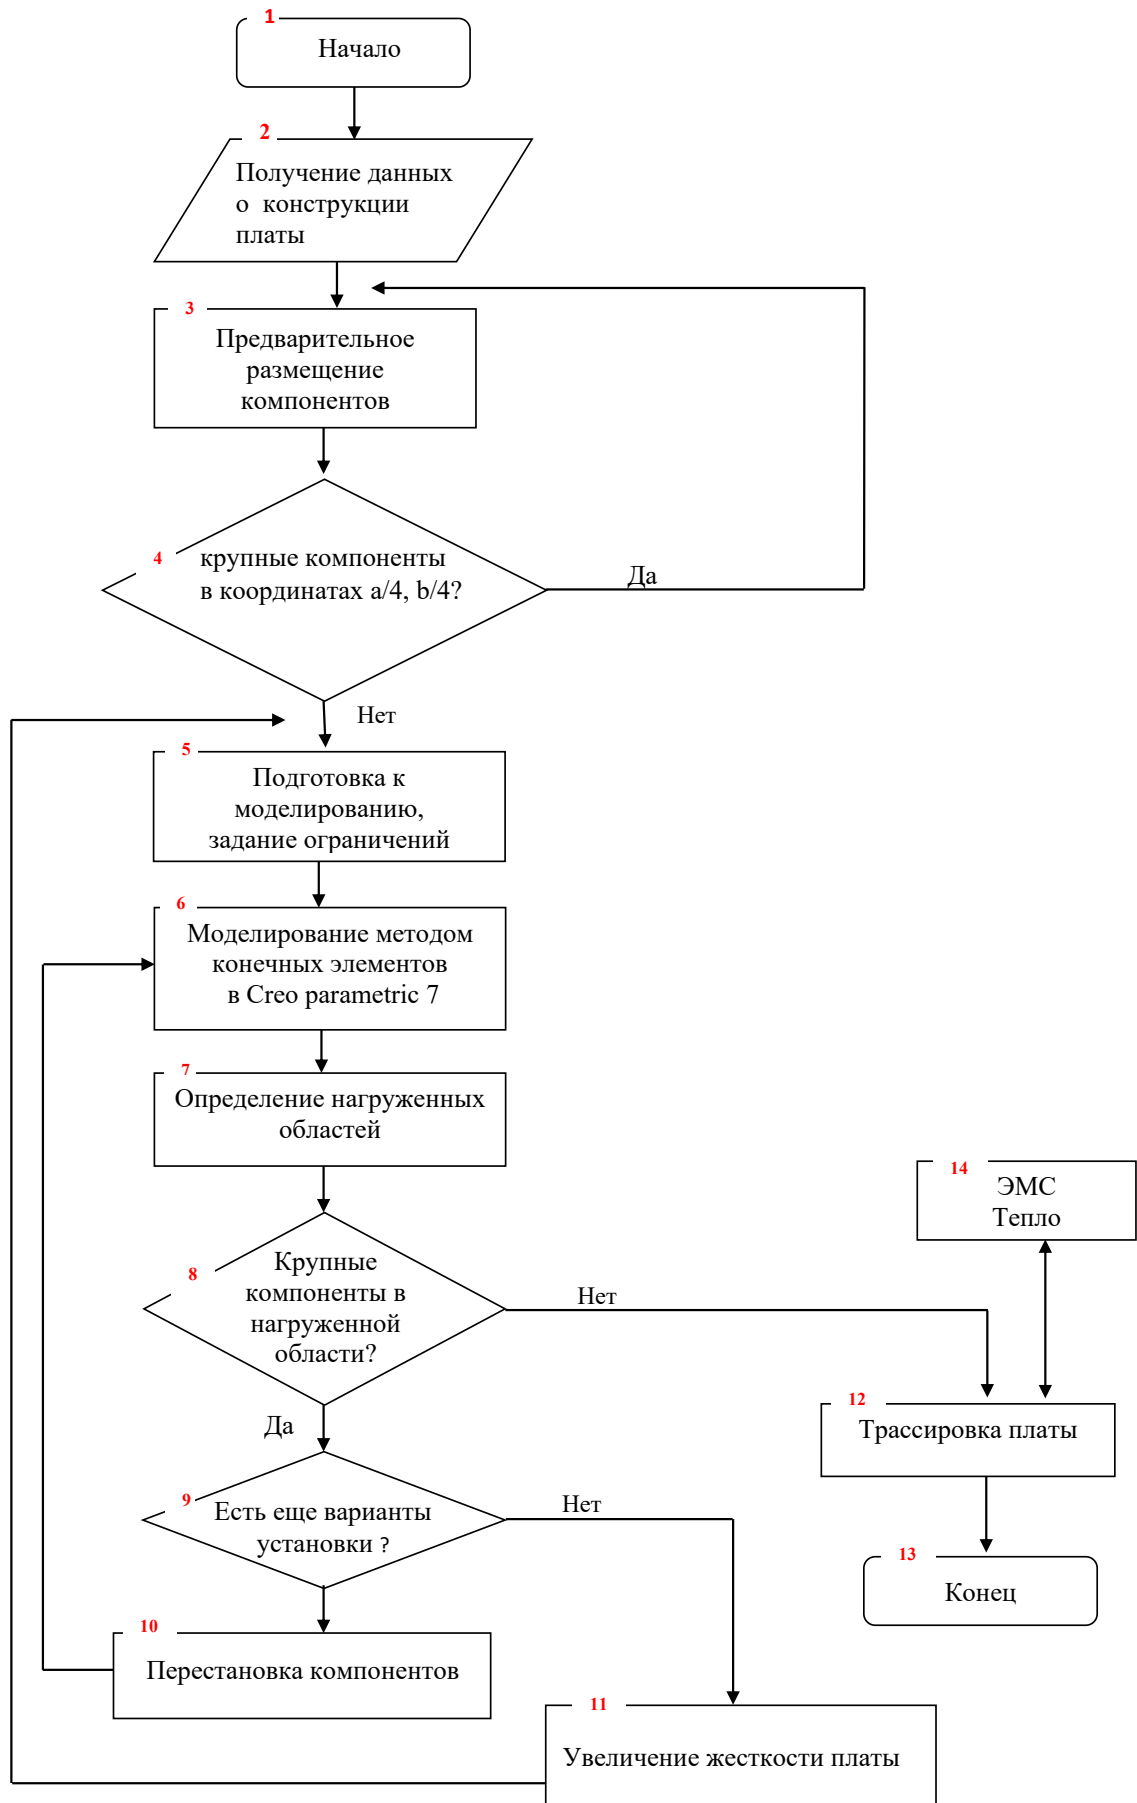 1
Начало
2
Получение данных
о конструкции
платы
3
Предварительное
размещение
компонентов
4
крупные компоненты
в координатах a/4, b/4?
Да
Нет
5
Подготовка к
моделированию,
задание ограничений
6
Моделирование методом
конечных элементов
в Creo parametric 7
7
Определение нагруженных
областей
14
ЭМС
Тепло
8
Крупные
компоненты в
нагруженной
области?
Нет
Да
12
Трассировка платы
9
Есть еще варианты
установки ?
Нет
13
Конец
10
Перестановка компонентов
11
Увеличение жесткости платы